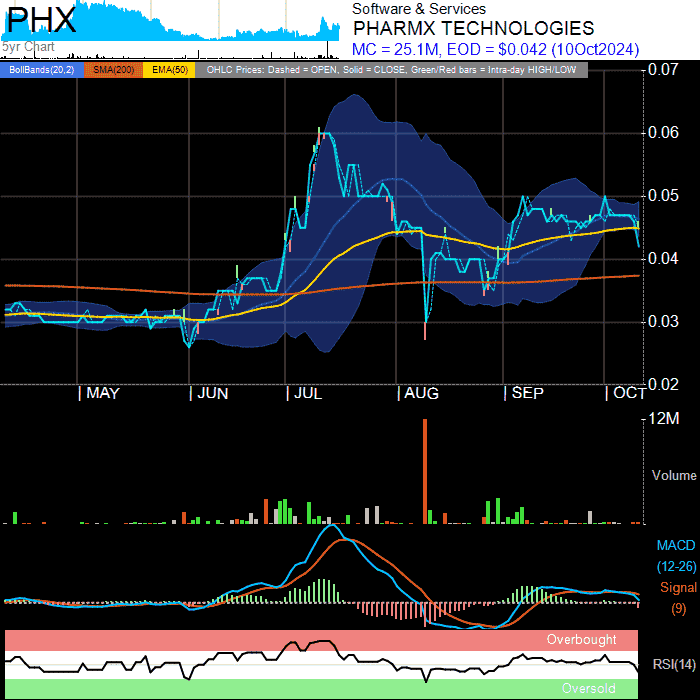 PHX
5yr Chart
Software & Services
PHARMX TECHNOLOGIES
MC = 25.1M, EOD = $0.042 (10Oct2024)
BollBands(20,2) SMA(200) EMA(50) OHLC Prices: Dashed = OPEN, Solid = CLOSE, Green/Red bars = Intra-day HIGH/LOW
0.07
0.06
0.05
0.04
0.03
0.02
| MAY | JUN | JUL | AUG | SEP | OCT
12M
Volume
MACD
(12-26)
Signal
(9)
Overbought
RSI(14)
Oversold